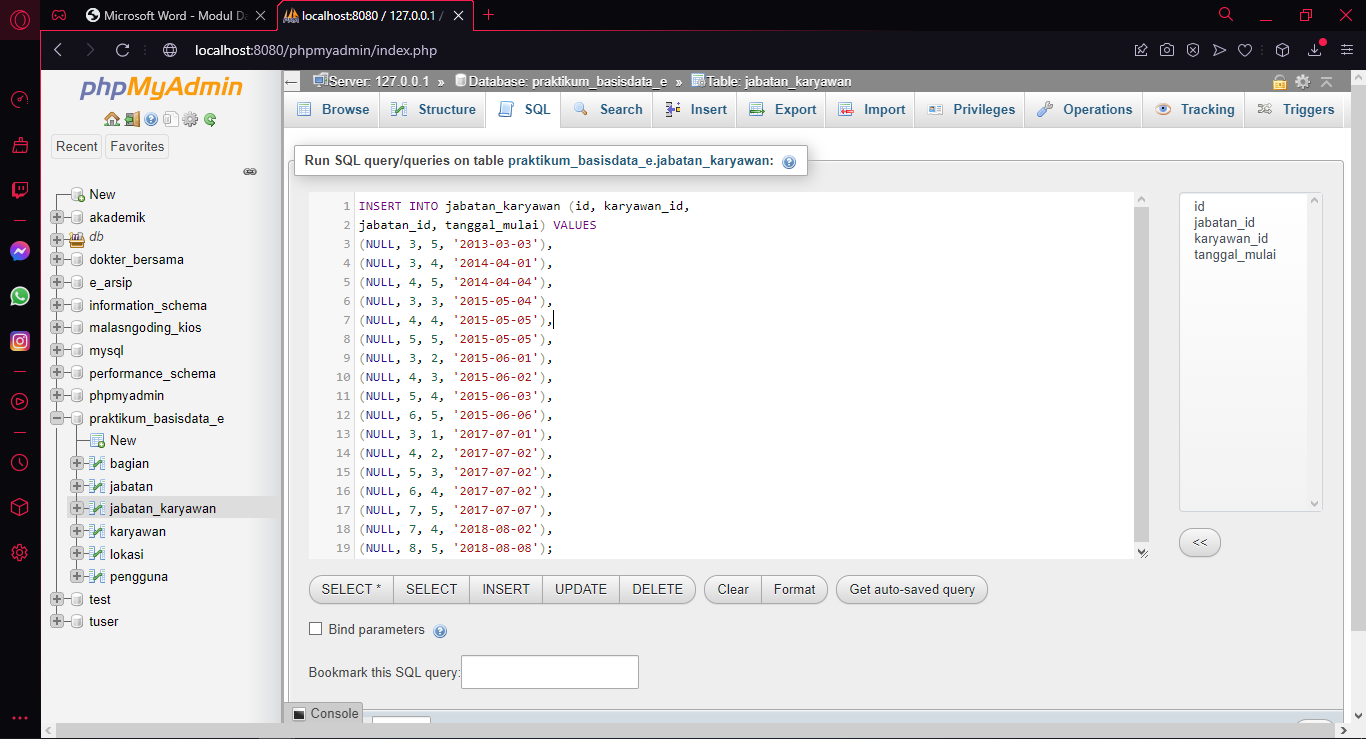 Microsoft Word - Modul Da
localhost:8080 / 127.0.0.1 /
localhost:8080/phpmyadmin/index.php
phpMyAdmin
Recent
Favorites
New
akademik
db
dokter_bersama
e_arsip
information_schema
malasngoding_kios
mysql
performance_schema
phpmyadmin
praktikum_basisdata_e
New
bagian
jabatan
jabatan_karyawan
karyawan
lokasi
pengguna
test
tuser
Server: 127.0.0.1 » Database: praktikum_basisdata_e » Table: jabatan_karyawan
Browse
Structure
SQL
Search
Insert
Export
Import
Privileges
Operations
Tracking
Triggers
Run SQL query/queries on table praktikum_basisdata_e.jabatan_karyawan:
1 INSERT INTO jabatan_karyawan (id, karyawan_id,
2 jabatan_id, tanggal_mulai) VALUES
3 (NULL, 3, 5, '2013-03-03'),
4 (NULL, 3, 4, '2014-04-01'),
5 (NULL, 4, 5, '2014-04-04'),
6 (NULL, 3, 3, '2015-05-04'),
7 (NULL, 4, 4, '2015-05-05'),
8 (NULL, 5, 5, '2015-05-05'),
9 (NULL, 3, 2, '2015-06-01'),
10 (NULL, 4, 3, '2015-06-02'),
11 (NULL, 5, 4, '2015-06-03'),
12 (NULL, 6, 5, '2015-06-06'),
13 (NULL, 3, 1, '2017-07-01'),
14 (NULL, 4, 2, '2017-07-02'),
15 (NULL, 5, 3, '2017-07-02'),
16 (NULL, 6, 4, '2017-07-02'),
17 (NULL, 7, 5, '2017-07-07'),
18 (NULL, 7, 4, '2018-08-02'),
19 (NULL, 8, 5, '2018-08-08');
id
jabatan_id
karyawan_id
tanggal_mulai
<<
SELECT *
SELECT
INSERT
UPDATE
DELETE
Clear
Format
Get auto-saved query
Bind parameters
Bookmark this SQL query:
Console